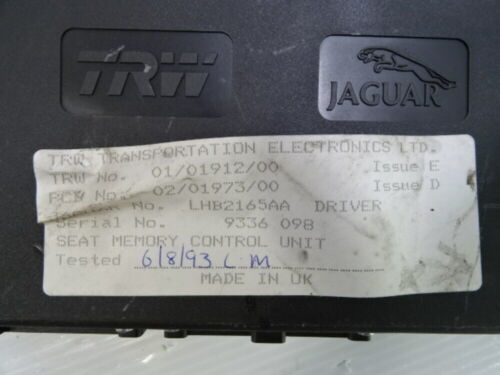 TRW
JAGUAR
TRW TRANSPORTATION ELECTRONICS LTD.
TRW No. 01/01912/00 Issue E
PCB No. 02/01973/00 Issue D
No. LHB2165AA DRIVER
Serial No. 9336 098
SEAT MEMORY CONTROL UNIT
Tested 6/8/93 C.M
MADE IN UK